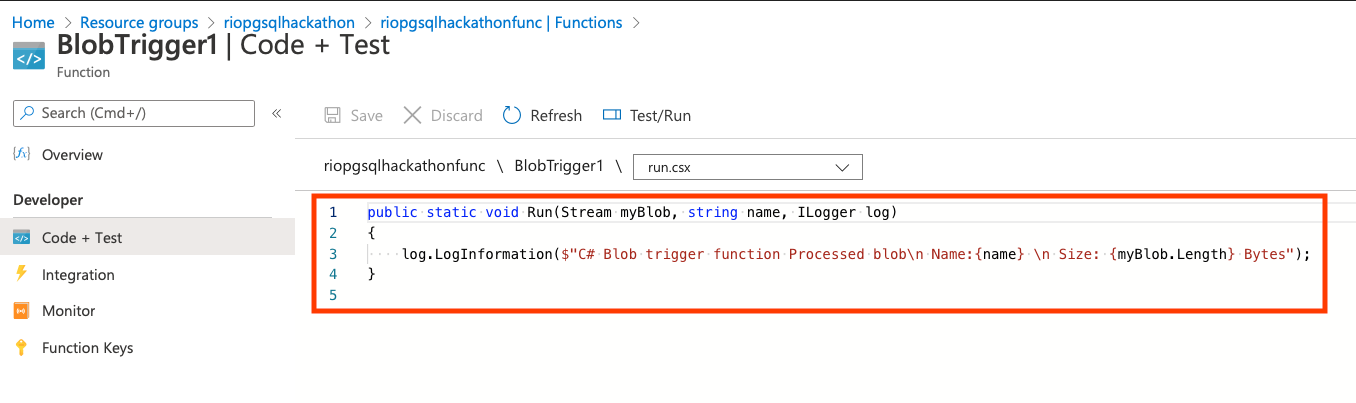 Home > Resource groups > riopgsqlhackathon > riopgsqlhackathonfunc | Functions >
</> BlobTrigger1 | Code + Test
Function
Search (Cmd+/) «
Save Discard Refresh Test/Run
{fx} Overview
riopgsqlhackathonfunc \ BlobTrigger1 \ run.csx
Developer
</> Code + Test
Integration
Monitor
Function Keys
1 public static void Run(Stream myBlob, string name, ILogger log)
2 {
3     log.LogInformation($"C# Blob trigger function Processed blob\n Name:{name} \n Size: {myBlob.Length} Bytes");
4 }
5